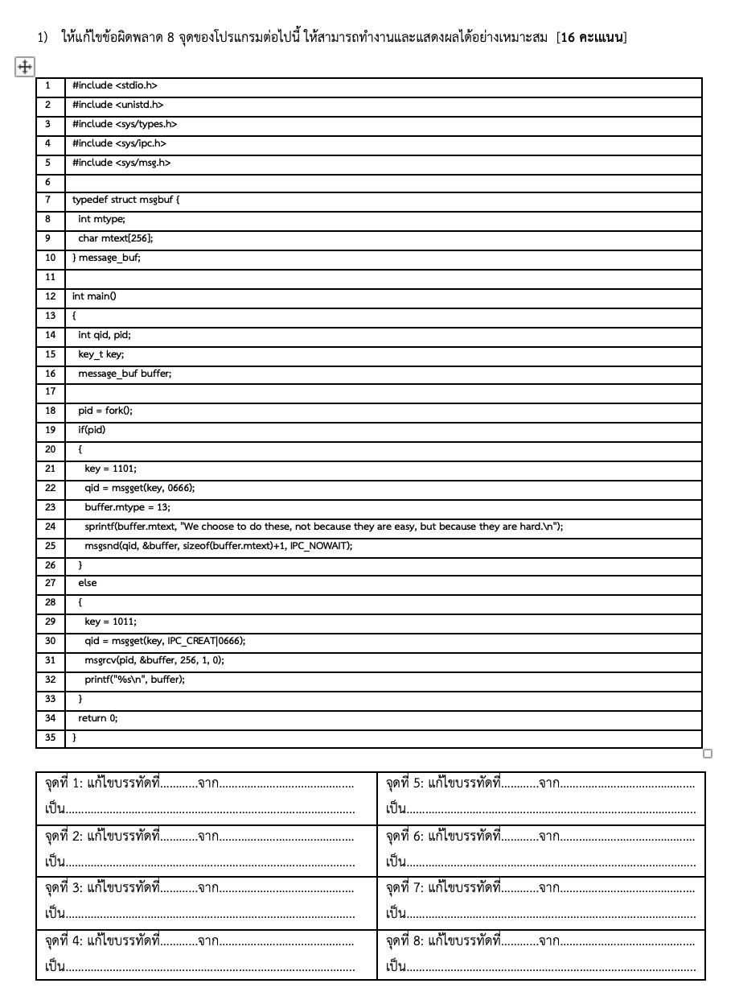 1) ให้แก้ไขข้อผิดพลาด 8 จุดของโปรแกรมต่อไปนี้ ให้สามารถทำงานและแสดงผลได้อย่างเหมาะสม [16 คะแนน]
1 #include <stdio.h>
2 #include <unistd.h>
3 #include <sys/types.h>
4 #include <sys/ipc.h>
5 #include <sys/msg.h>
6
7 typedef struct msgbuf {
8 int mtype;
9 char mtext[256];
10 } message_buf;
11
12 int main()
13 {
14 int qid, pid;
15 key_t key;
16 message_buf buffer;
17
18 pid = fork();
19 if(pid)
20 {
21 key = 1101;
22 qid = msgget(key, 0666);
23 buffer.mtype = 13;
24 sprintf(buffer.mtext, "We choose to do these, not because they are easy, but because they are hard.\n");
25 msgsnd(qid, &buffer, sizeof(buffer.mtext)+1, IPC_NOWAIT);
26 }
27 else
28 {
29 key = 1011;
30 qid = msgget(key, IPC_CREAT|0666);
31 msgrcv(pid, &buffer, 256, 1, 0);
32 printf("%s\n", buffer);
33 }
34 return 0;
35 }
จุดที่ 1: แก้ไขบรรทัดที่............จาก...........................................
เป็น............................................................................................
จุดที่ 5: แก้ไขบรรทัดที่............จาก...........................................
เป็น............................................................................................
จุดที่ 2: แก้ไขบรรทัดที่............จาก...........................................
เป็น............................................................................................
จุดที่ 6: แก้ไขบรรทัดที่............จาก...........................................
เป็น............................................................................................
จุดที่ 3: แก้ไขบรรทัดที่............จาก...........................................
เป็น............................................................................................
จุดที่ 7: แก้ไขบรรทัดที่............จาก...........................................
เป็น............................................................................................
จุดที่ 4: แก้ไขบรรทัดที่............จาก...........................................
เป็น............................................................................................
จุดที่ 8: แก้ไขบรรทัดที่............จาก...........................................
เป็น............................................................................................